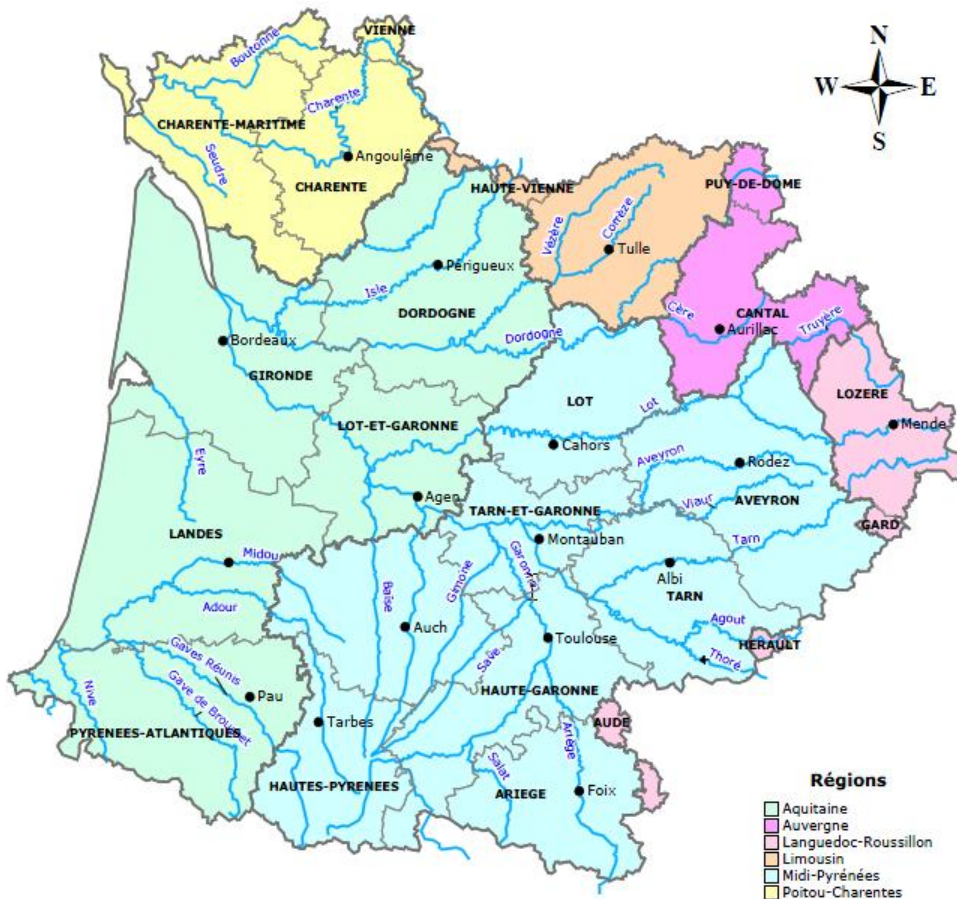 VIENNE
Boutonne
N
W E
S
Charente
CHARENTE-MARITIME
Angoulême
Seudre
CHARENTE
HAUTE-VIENNE
PUY-DE-DOME
Corrèze
Vézère
Tulle
Périgueux
Isle
DORDOGNE
Cère
CANTAL
Aurillac
Truyère
Bordeaux
Dordogne
GIRONDE
LOZERE
LOT
Lot
LOT-ET-GARONNE
Mende
Cahors
Eyre
Aveyron
Rodez
Agen
Viaur
AVEYRON
TARN-ET-GARONNE
GARD
LANDES
Montauban
Tarn
Midou
Garonne
Albi
Baïse
Gimone
TARN
Adour
Agout
Auch
Toulouse
HERAULT
Gaves Réunis
Save
Thoré
Nive
Pau
HAUTE-GARONNE
Tarbes
AUDE
PYRENEES-ATLANTIQUES
Ariège
Salat
HAUTES-PYRENEES
ARIEGE
Foix
Régions
Aquitaine
Auvergne
Languedoc-Roussillon
Limousin
Midi-Pyrénées
Poitou-Charentes